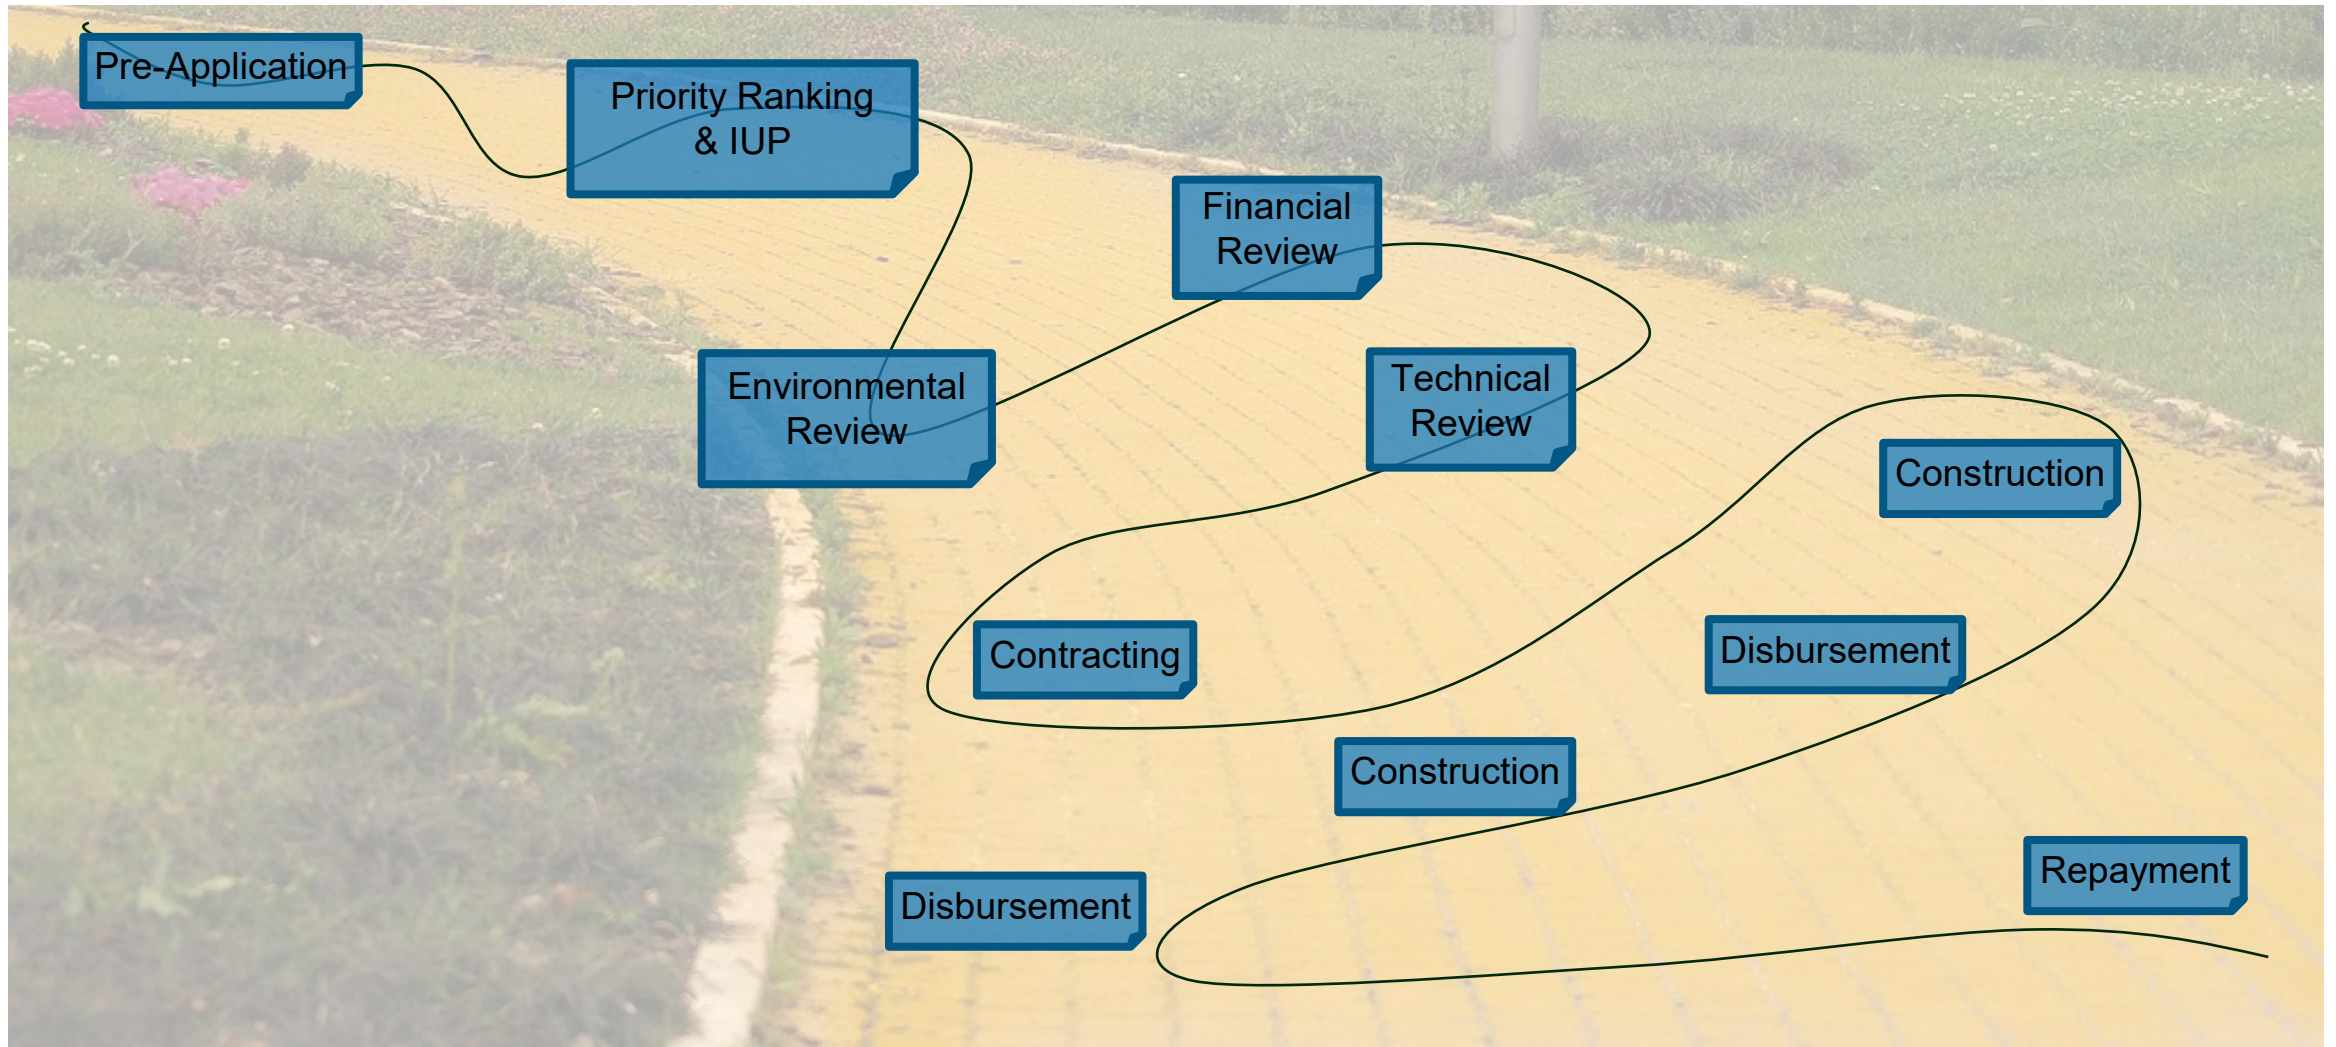 Pre-Application
Priority Ranking
& IUP
Environmental
Review
Financial
Review
Technical
Review
Contracting
Construction
Disbursement
Construction
Disbursement
Repayment